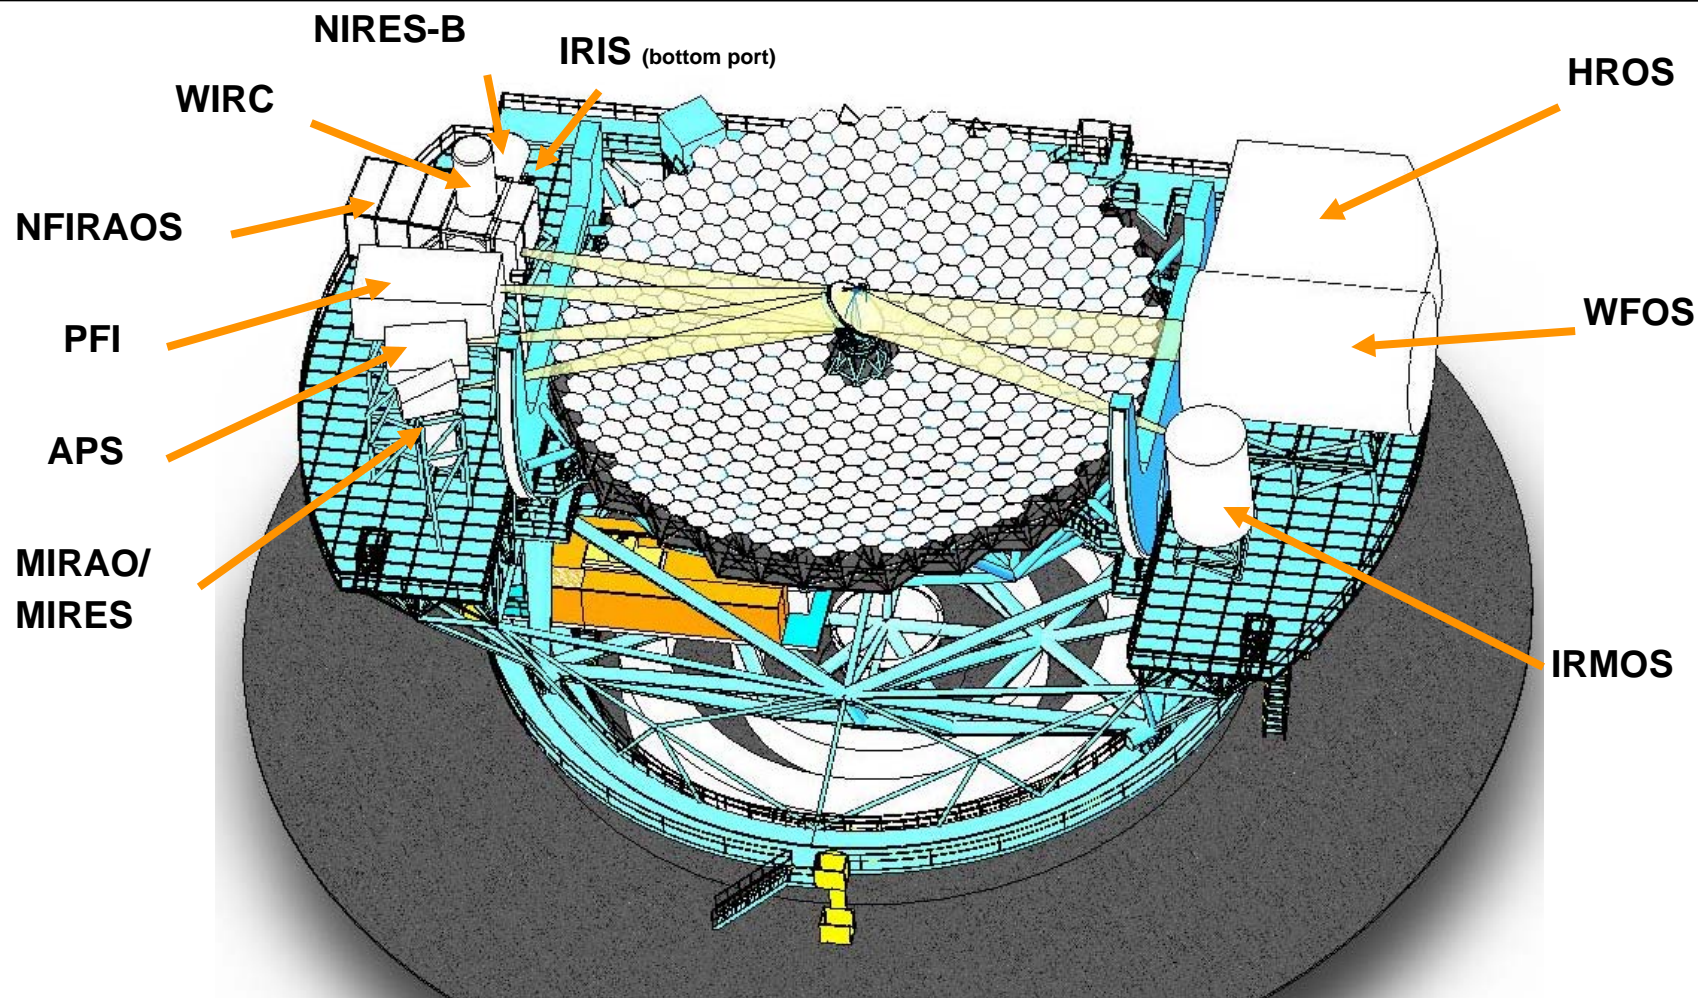 NIRES-B
IRIS (bottom port)
HROS
WIRC
NFIRAOS
WFOS
PFI
APS
MIRAO/
MIRES
IRMOS